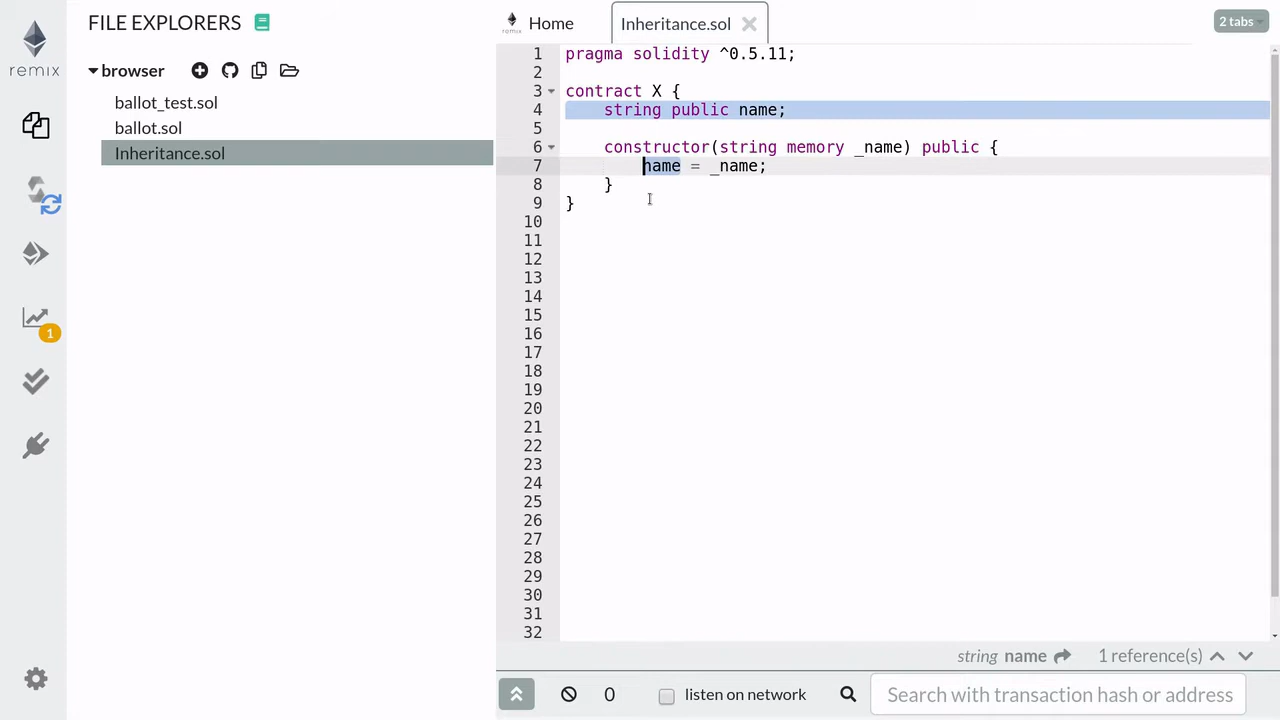 FILE EXPLORERS
remix
browser
ballot_test.sol
ballot.sol
Inheritance.sol
1
remix
Home
Inheritance.sol
2 tabs
1 pragma solidity ^0.5.11;
2
3 contract X {
4 string public name;
5
6 constructor(string memory _name) public {
7 name = _name;
8 }
9 }
10
11
12
13
14
15
16
17
18
19
20
21
22
23
24
25
26
27
28
29
30
31
32
string name 1 reference(s)
0 listen on network Search with transaction hash or address